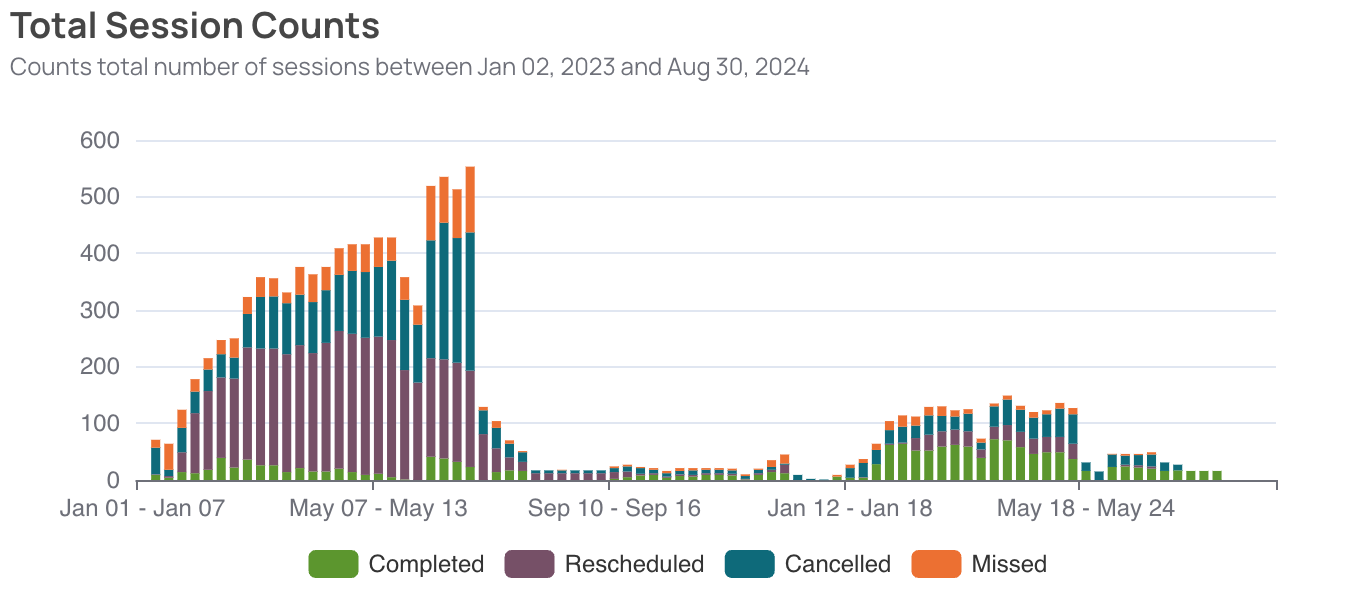 Total Session Counts
Counts total number of sessions between Jan 02, 2023 and Aug 30, 2024
600
500
400
300
200
100
0
Jan 01 - Jan 07 May 07 - May 13 Sep 10 - Sep 16 Jan 12 - Jan 18 May 18 - May 24
Completed Rescheduled Cancelled Missed